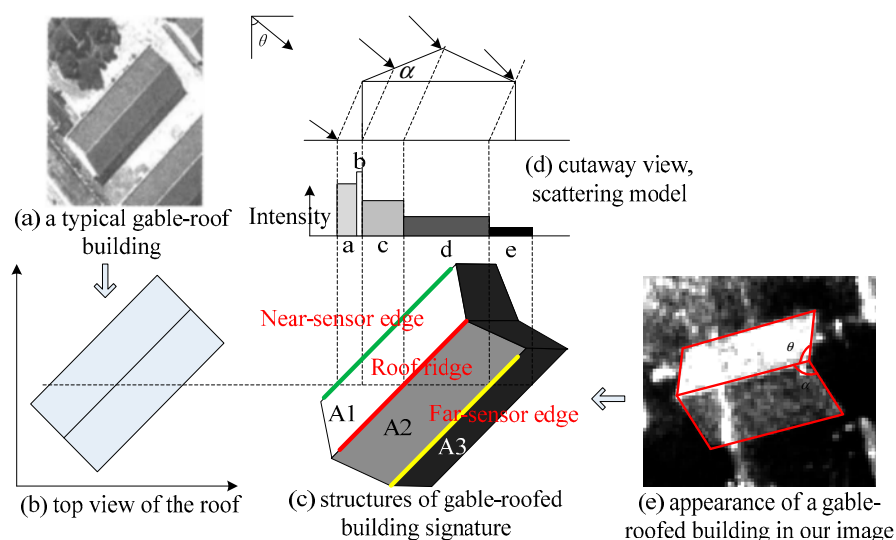 θ
α
b
(d) cutaway view,
scattering model
Intensity
a
c
d
e
(a) a typical gable-roof
building
Near-sensor edge
Roof ridge
Far-sensor edge
A1
A2
A3
θ
α
(b) top view of the roof
(c) structures of gable-roofed
building signature
(e) appearance of a gable-
roofed building in our image